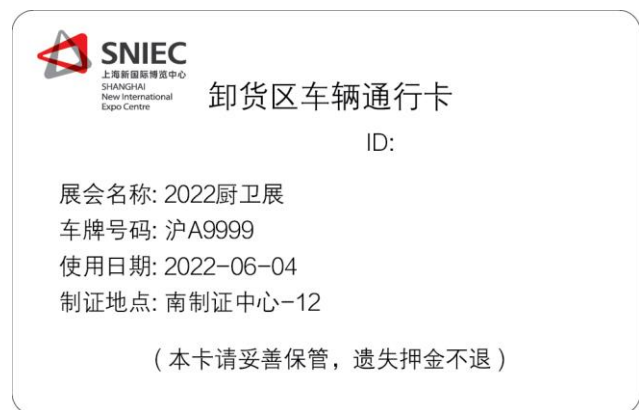 SNIEC
上海新国际博览中心
SHANGHAI
New International
Expo Centre
卸货区车辆通行卡
ID:
展会名称: 2022厨卫展
车牌号码: 沪A9999
使用日期: 2022-06-04
制证地点: 南制证中心-12
(本卡请妥善保管，遗失押金不退)